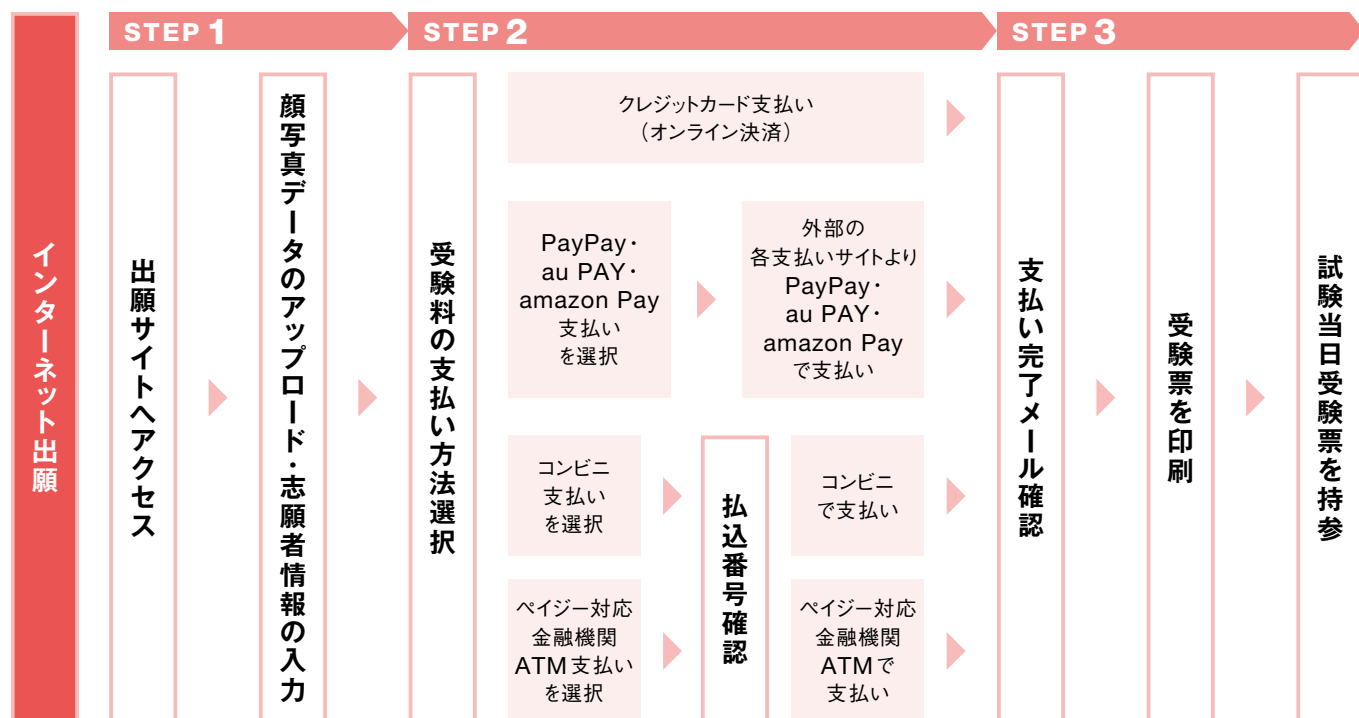 STEP 1
STEP 2
STEP 3
インターネット出願
出願サイトへアクセス
顔写真データのアップロード・志願者情報の入力
受験料の支払い方法選択
クレジットカード支払い
（オンライン決済）
PayPay・
au PAY・
amazon Pay
支払い
を選択
外部の
各支払いサイトより
PayPay・
au PAY・
amazon Pay
で支払い
コンビニ
支払い
を選択
払込番号確認
コンビニ
で支払い
ペイジー対応
金融機関
ATM支払い
を選択
ペイジー対応
金融機関
ATMで
支払い
支払い完了メール確認
受験票を印刷
試験当日受験票を持参